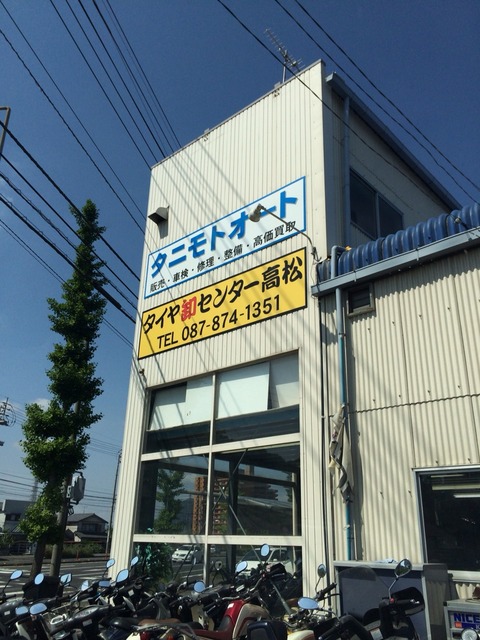 タニモトオート
販売・車検・修理・整備・高価買取
タイヤ卸センター高松
TEL 087-874-1351
NICE